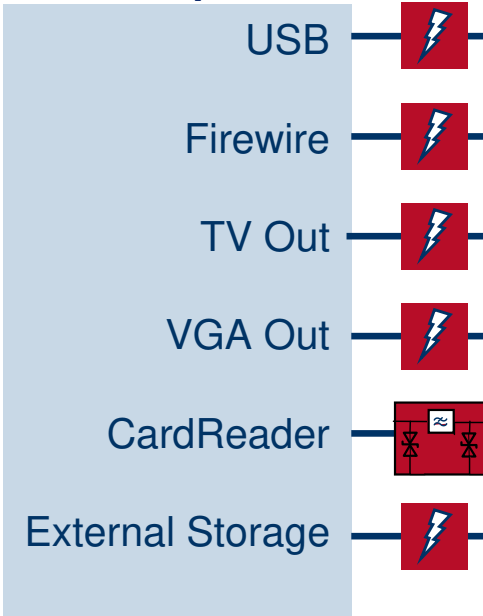 USB
Firewire
TV Out
VGA Out
CardReader
≈
External Storage